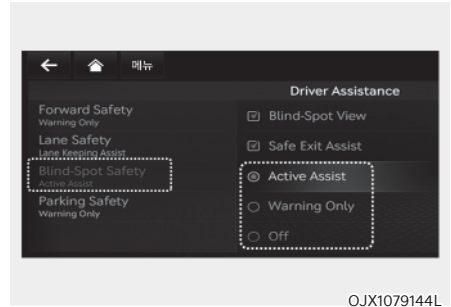 메뉴
Driver Assistance
Forward Safety
Warning Only
Lane Safety
Lane Keeping Assist
Blind-Spot Safety
Active Assist
Parking Safety
Warning Only
Blind-Spot View
Safe Exit Assist
Active Assist
Warning Only
Off
OJX1079144L